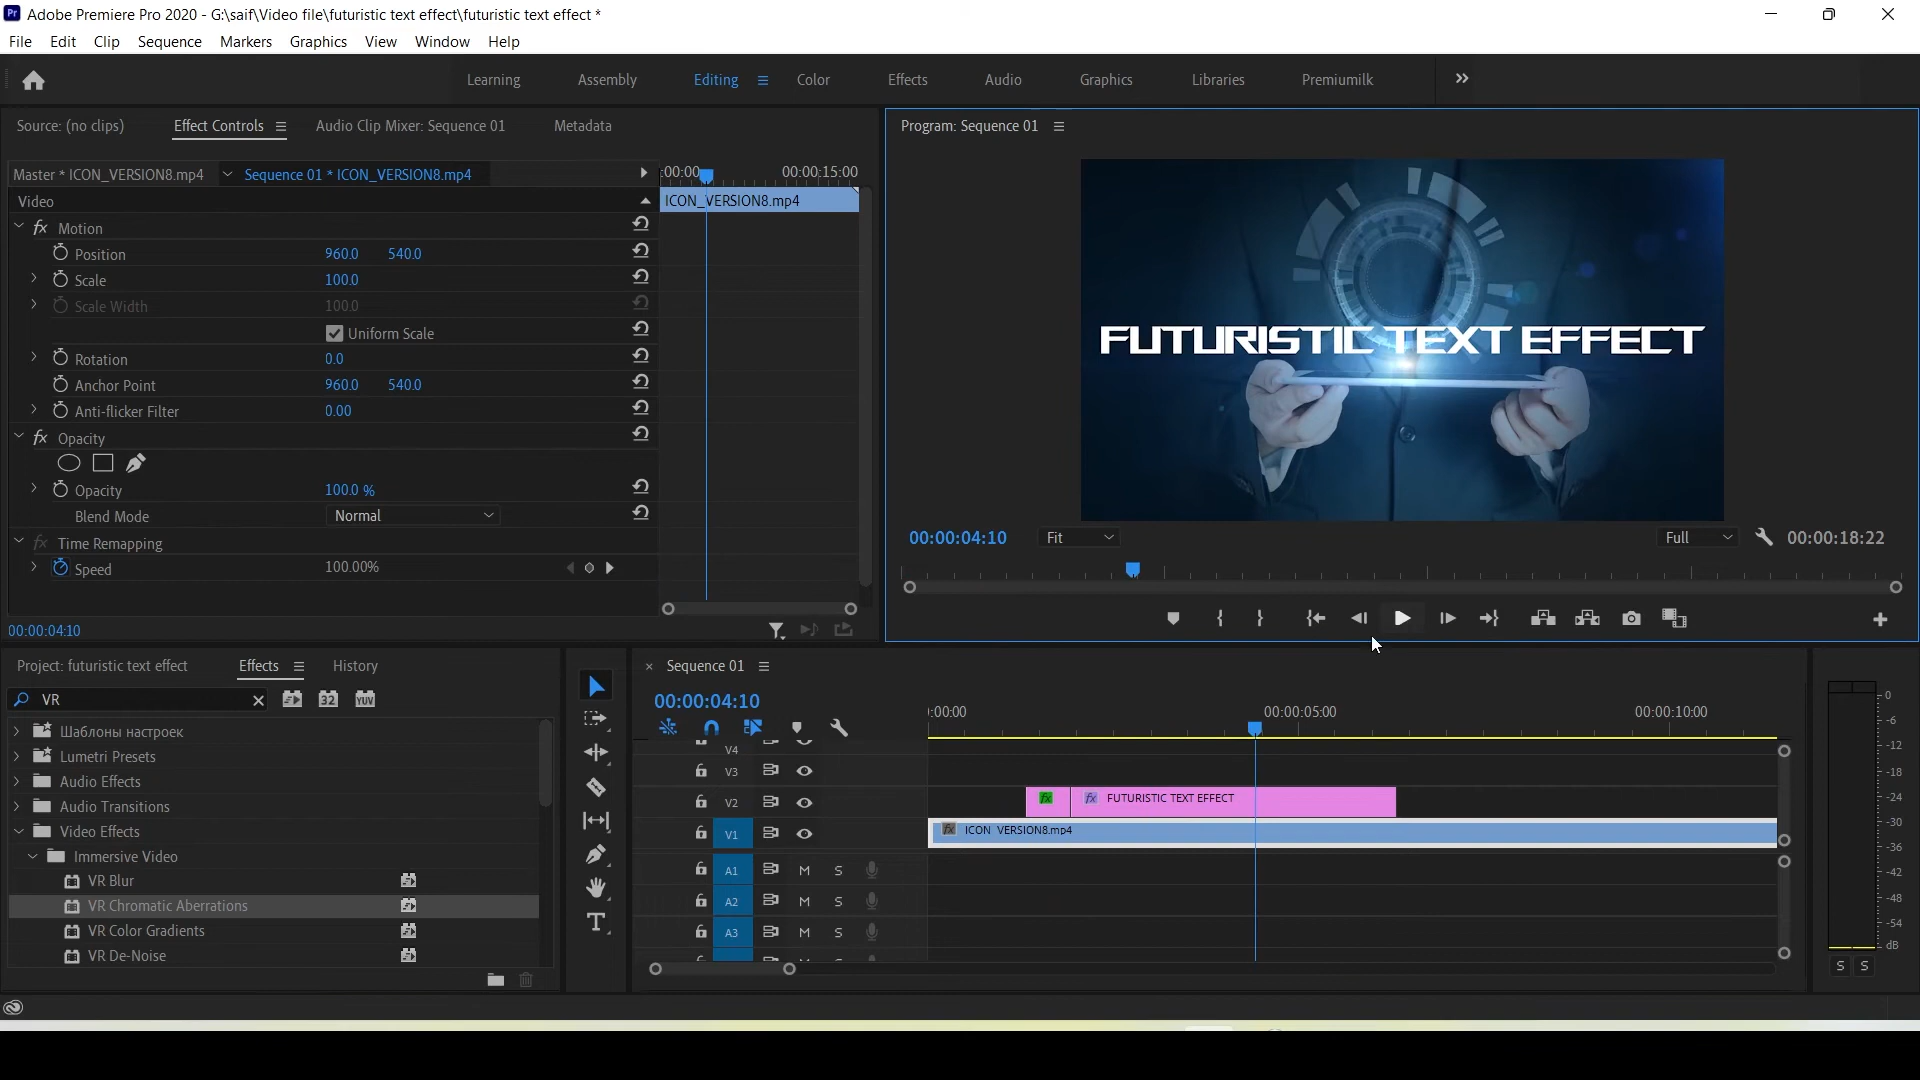 Adobe Premiere Pro 2020 - G:\saif\Video file\futuristic text effect\futuristic text effect *
File Edit Clip Sequence Markers Graphics View Window Help
Learning Assembly Editing Color Effects Audio Graphics Libraries Premiumilk
Source: (no clips) Effect Controls Audio Clip Mixer: Sequence 01 Metadata
Program: Sequence 01
Master * ICON_VERSION8.mp4 Sequence 01 * ICON_VERSION8.mp4
:00:00 00:00:15:00
Video
ICON_VERSION8.mp4
fx Motion
Position 960.0 540.0
Scale 100.0
Scale Width 100.0
Uniform Scale
Rotation 0.0
Anchor Point 960.0 540.0
Anti-flicker Filter 0.00
fx Opacity
Opacity 100.0 %
Blend Mode Normal
fx Time Remapping
Speed 100.00%
00:00:04:10
FUTURISTIC TEXT EFFECT
00:00:04:10 Fit Full 00:00:18:22
Project: futuristic text effect Effects History
VR 32 YUV
Шаблоны настроек
Lumetri Presets
Audio Effects
Audio Transitions
Video Effects
Immersive Video
VR Blur
VR Chromatic Aberrations
VR Color Gradients
VR De-Noise
T
× Sequence 01
00:00:04:10
):00:00 00:00:05:00 00:00:10:00
V4
V3
V2 fx fx FUTURISTIC TEXT EFFECT
V1 fx ICON_VERSION8.mp4
A1 M S
A2 M S
A3 M S
0
-6
-12
-18
-24
-30
-36
-42
-48
-54
dB
S S